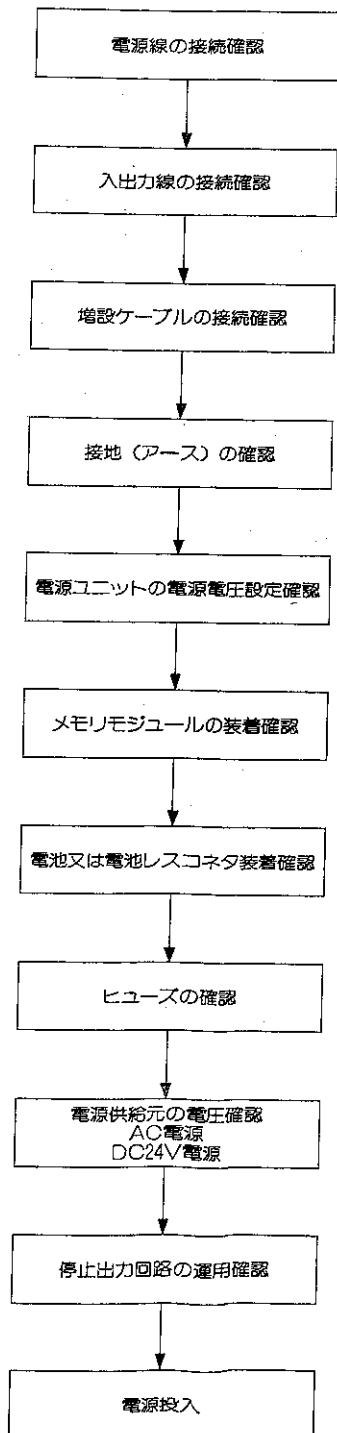 電源線の接続確認
入出力線の接続確認
増設ケーブルの接続確認
接地（アース）の確認
電源ユニットの電源電圧設定確認
メモリモジュールの装着確認
電池又は電池レスコネタ装着確認
ヒューズの確認
電源供給元の電圧確認
AC電源
DC24V電源
停止出力回路の運用確認
電源投入